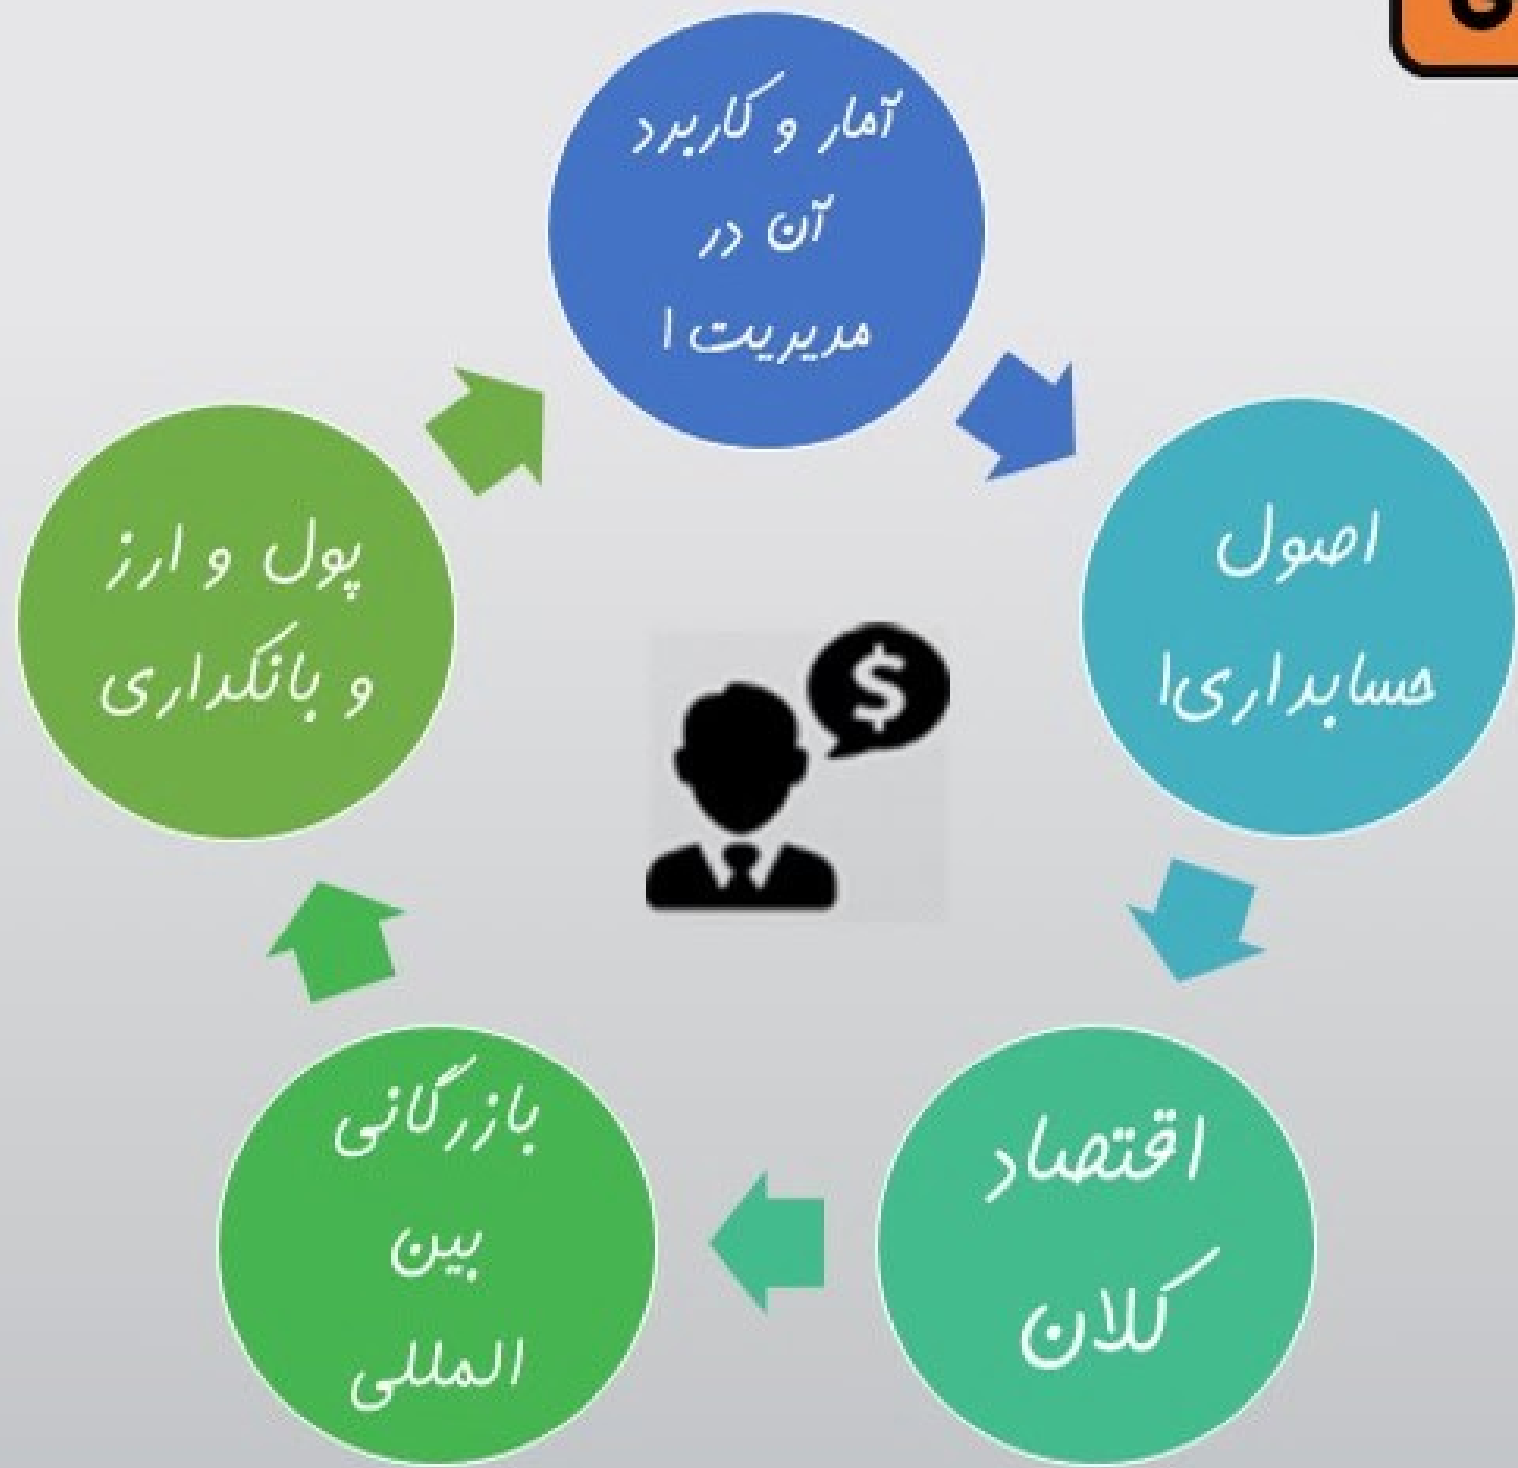 آمار و کاربرد
آن در
مدیریت ۱
اصول
حسابداری۱
اقتصاد
کلان
بازرگانی
بین
المللی
پول و ارز
و بانکداری
$